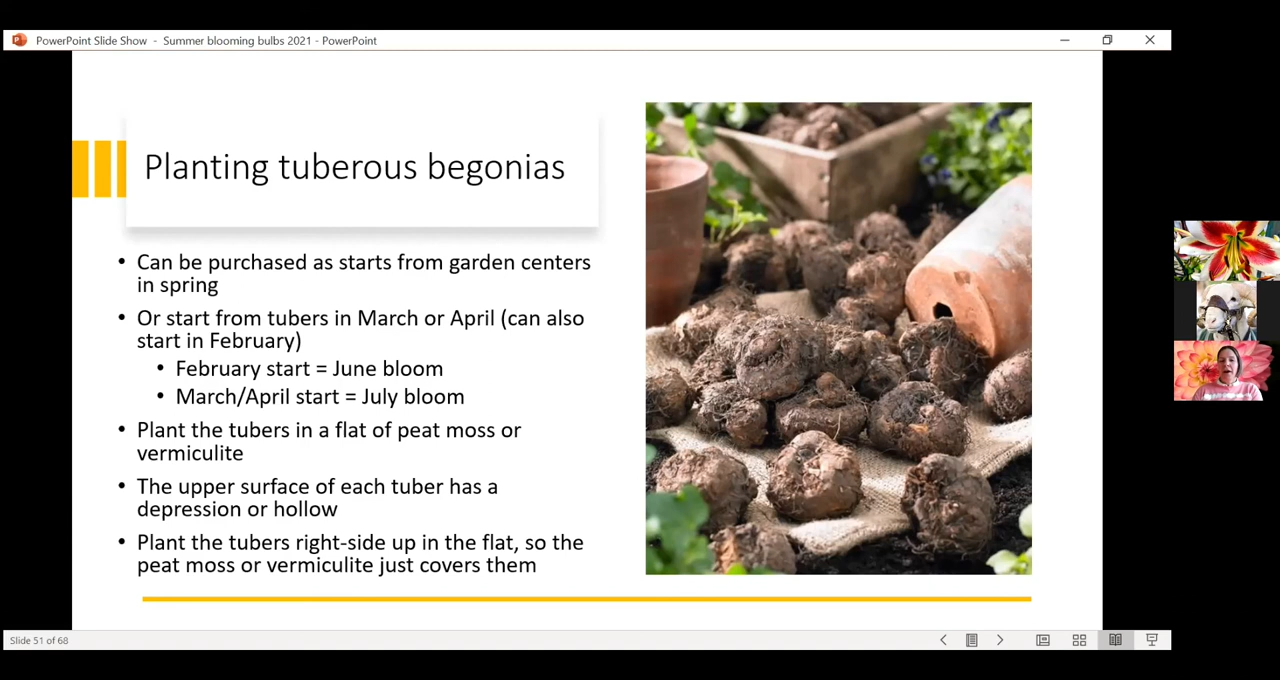 PowerPoint Slide Show - Summer blooming bulbs 2021 - PowerPoint
Planting tuberous begonias
• Can be purchased as starts from garden centers
in spring
• Or start from tubers in March or April (can also
start in February)
• February start = June bloom
• March/April start = July bloom
• Plant the tubers in a flat of peat moss or
vermiculite
• The upper surface of each tuber has a
depression or hollow
• Plant the tubers right-side up in the flat, so the
peat moss or vermiculite just covers them
Slide 51 of 68